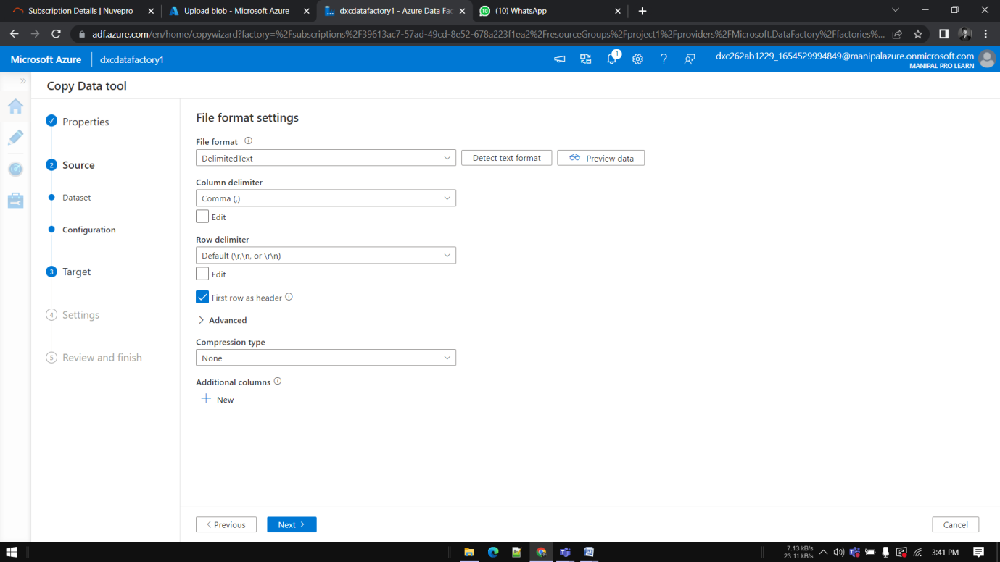 Subscription Details | Nuvepro
Upload blob - Microsoft Azure
dxcdatafactory1 - Azure Data Fac
(10) WhatsApp
adf.azure.com/en/home/copywizard?factory=%2Fsubscriptions%2F39613ac7-57ad-49cd-8e52-678a223f1ea2%2FresourceGroups%2Fproject1%2Fproviders%2FMicrosoft.DataFactory%2Ffactories%...
Microsoft Azure
dxcdatafactory1
1
dxc262ab1229_1654529994849@manipalazure.onmicrosoft.com
MANIPAL PRO LEARN
Copy Data tool
Properties
2 Source
Dataset
Configuration
3 Target
4 Settings
5 Review and finish
File format settings
File format
DelimitedText
Detect text format
Preview data
Column delimiter
Comma (,)
Edit
Row delimiter
Default (\r,\n, or \r\n)
Edit
First row as header
Advanced
Compression type
None
Additional columns
New
Previous
Next
Cancel
7.13 kB/s
23.11 kB/s
3:41 PM